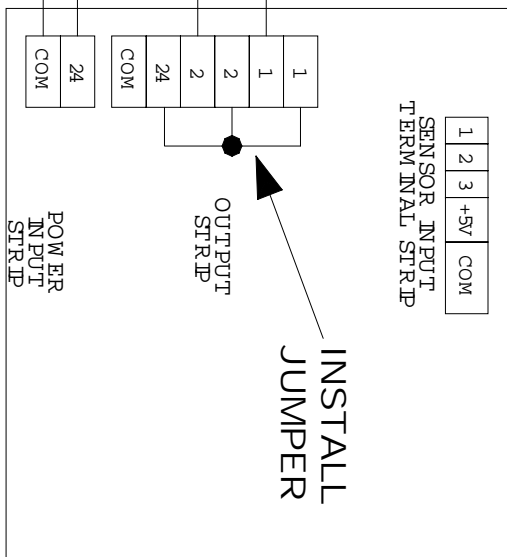 1 2 3 +5V COM
SENSOR INPUT
TERMINAL STRIP
INSTALL
JUMPER
1
1
2
2
24
COM
OUTPUT
STRIP
24
COM
POWER
INPUT
STRIP